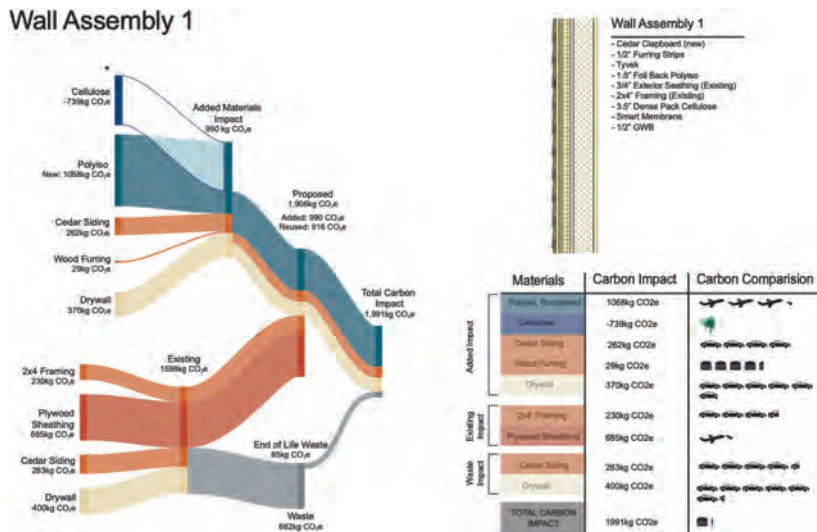 Wall Assembly 1
*
Cellulose
-739kg CO₂e
Added Materials
Impact
990 kg CO₂e
Polyiso
New: 1068kg CO₂e
Proposed
1,906kg CO₂e
Added: 990 CO₂e
Reused: 916 CO₂e
Cedar Siding
262kg CO₂e
Wood Furring
29kg CO₂e
Drywall
370kg CO₂e
Total Carbon
Impact
1,991kg CO₂e
Existing
1598kg CO₂e
2x4 Framing
230kg CO₂e
Plywood
Sheathing
685kg CO₂e
End of Life Waste
85kg CO₂e
Cedar Siding
283kg CO₂e
Drywall
400kg CO₂e
Waste
682kg CO₂e
Wall Assembly 1
- Cedar Clapboard (new)
- 1/2" Furring Strips
- Tyvek
- 1.5" Foil Back Polyiso
- 3/4" Exterior Seathing (Existing)
- 2x4" Framing (Existing)
- 3.5" Dense Pack Cellulose
- Smart Membrane
- 1/2" GWB
Materials Carbon Impact Carbon Comparision
Added Impact
Polyiso, Reclaimed 1068kg CO2e
Cellulose -739kg CO2e
Cedar Siding 262kg CO2e
Wood Furring 29kg CO2e
Drywall 370kg CO2e
Existing Impact
2x4" Framing 230kg CO2e
Plywood Sheathing 685kg CO2e
Waste Impact
Cedar Siding 283kg CO2e
Drywall 400kg CO2e
TOTAL CARBON
IMPACT 1991kg CO2e